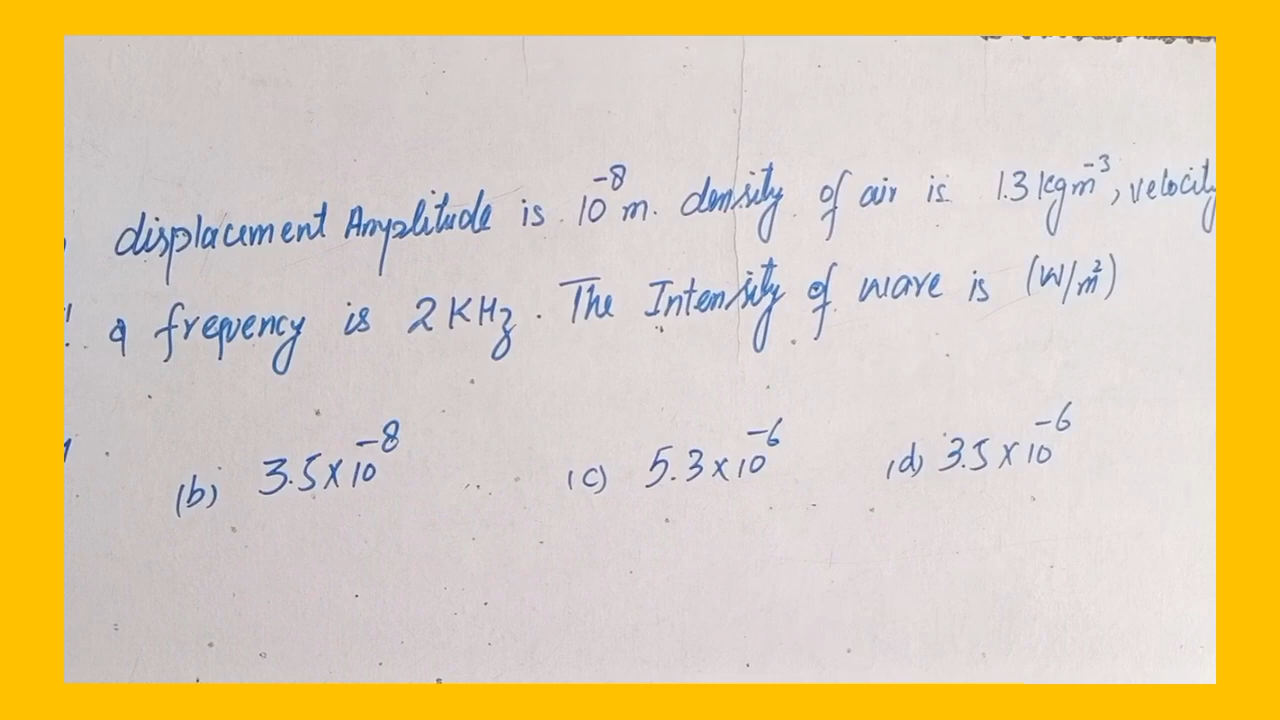 displacement Amplitude is 10⁻⁸ m. density of air is 1.3 kg m⁻³, velocity
& frequency is 2 KHz. The Intensity of wave is (W/m²)
(b) 3.5 x 10⁻⁸ (c) 5.3 x 10⁻⁶ (d) 3.5 x 10⁻⁶